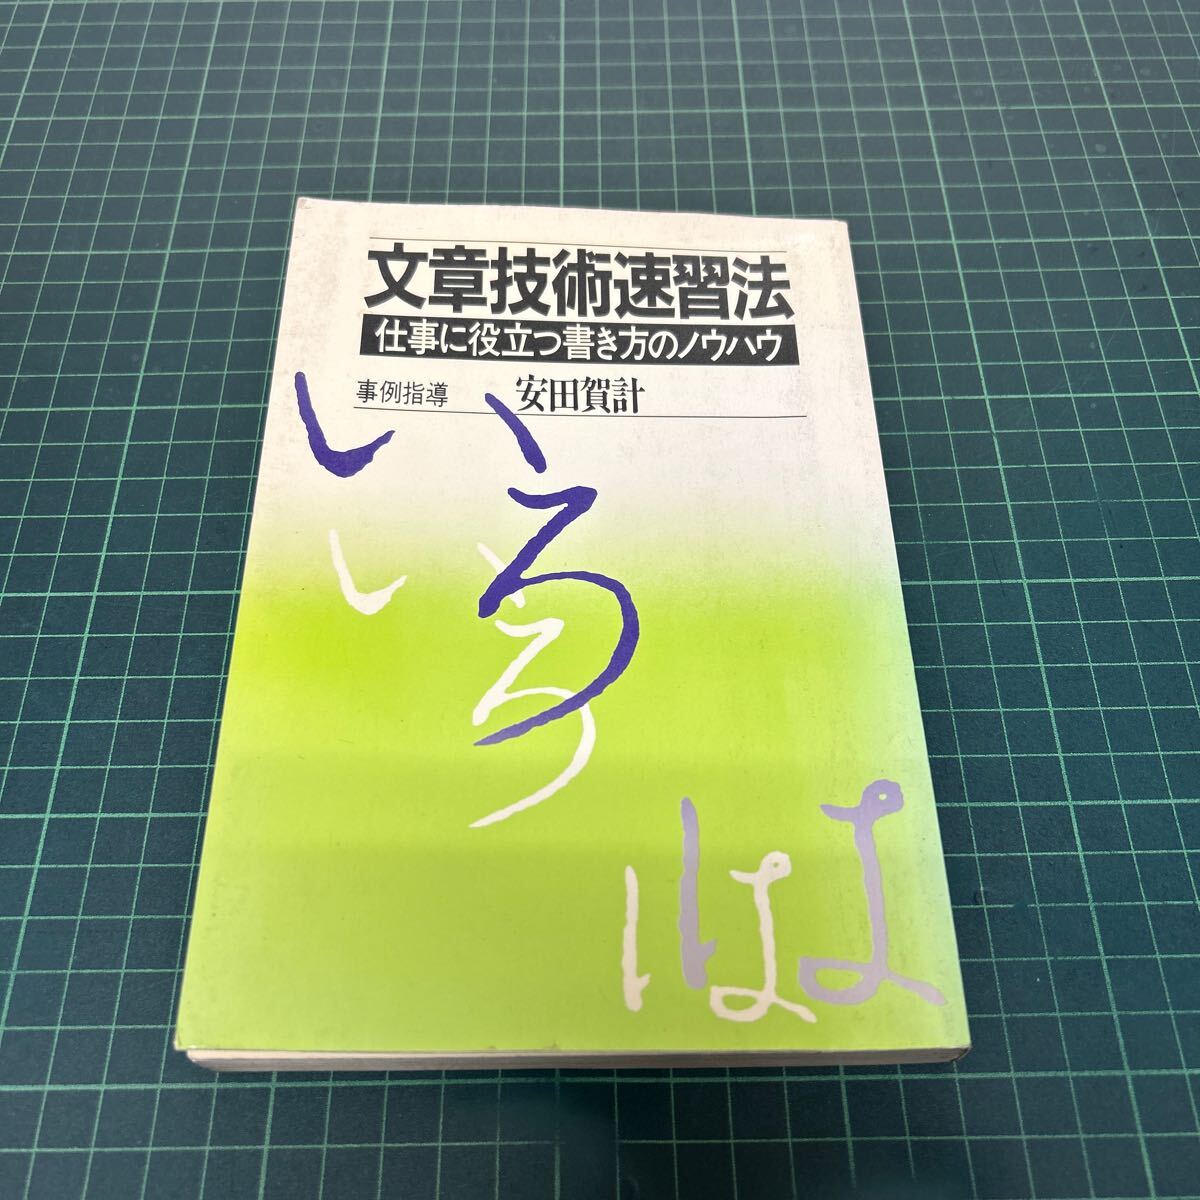 文章技術速習法
仕事に役立つ書き方のノウハウ
事例指導 安田賀計
いろは
いろは